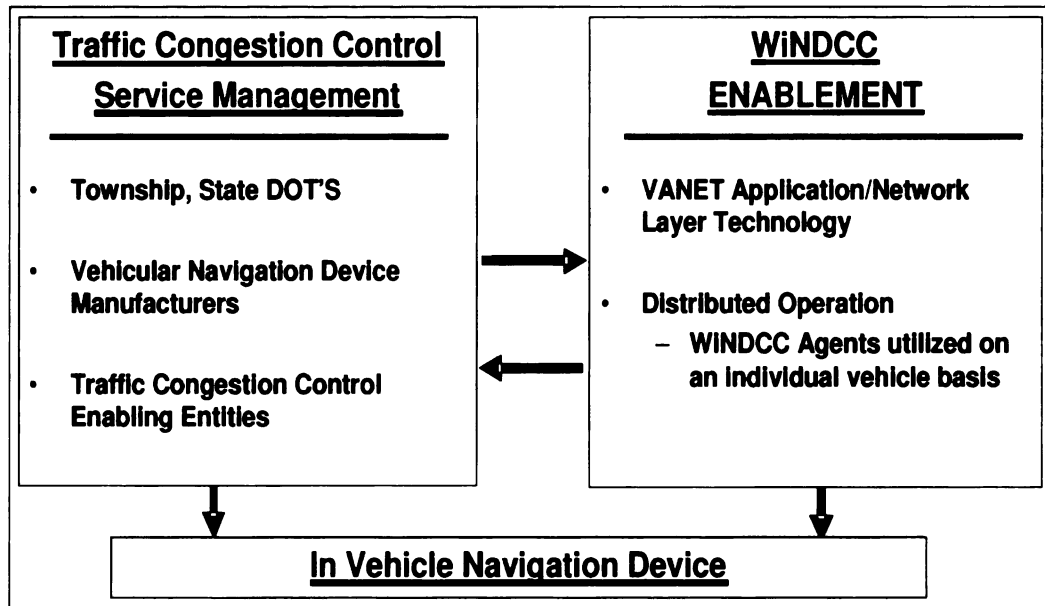 Traffic Congestion Control
Service Management
• Township, State DOT'S
• Vehicular Navigation Device
Manufacturers
• Traffic Congestion Control
Enabling Entities
WiNDCC
ENABLEMENT
• VANET Application/Network
Layer Technology
• Distributed Operation
– WiNDCC Agents utilized on
an individual vehicle basis
In Vehicle Navigation Device